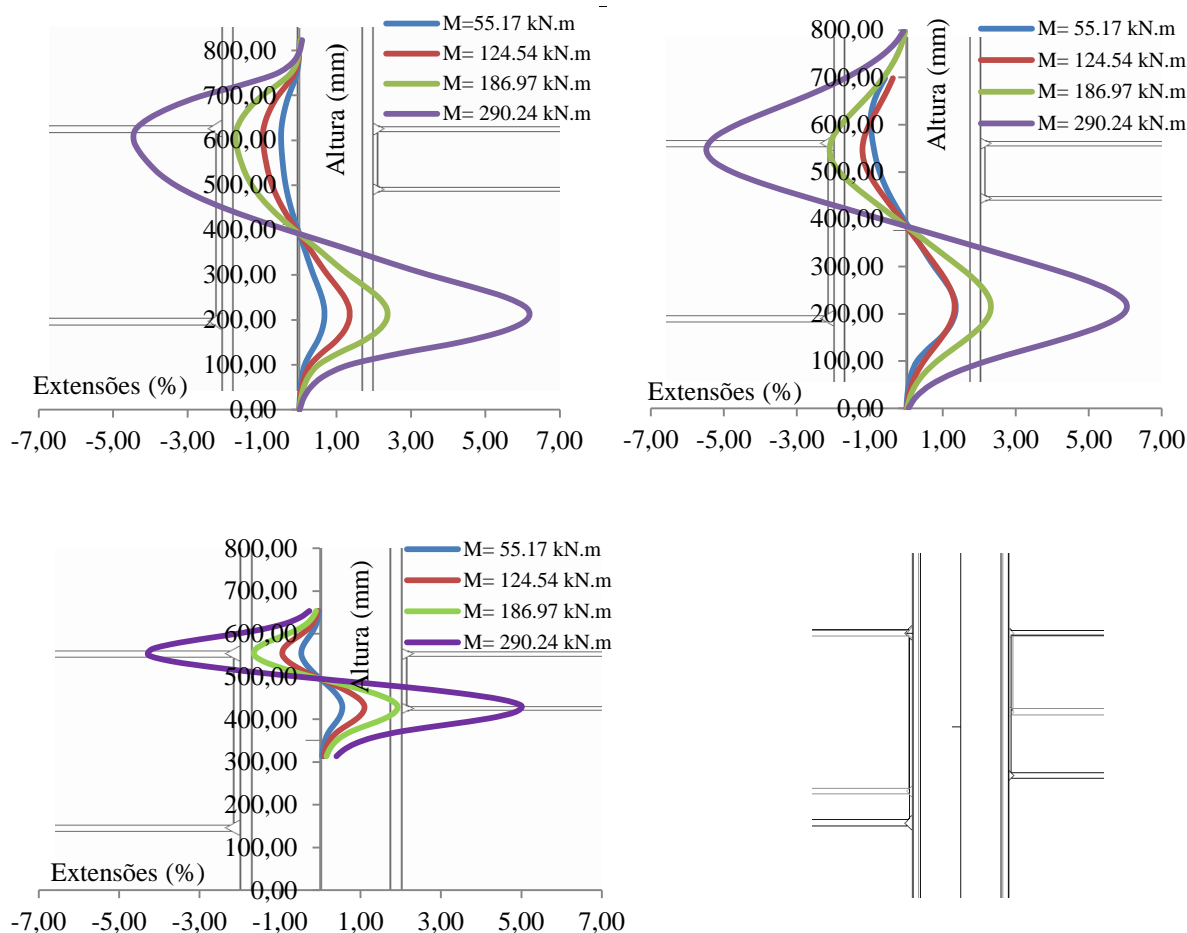 M=55.17 kN.m
M= 124.54 kN.m
M= 186.97 kN.m
M= 290.24 kN.m
Altura (mm)
800,00
700,00
600,00
500,00
400,00
300,00
200,00
100,00
0,00
Extensões (%)
-7,00 -5,00 -3,00 -1,00 1,00 3,00 5,00 7,00
M= 55.17 kN.m
M= 124.54 kN.m
M= 186.97 kN.m
M= 290.24 kN.m
Altura (mm)
800,00
700,00
600,00
500,00
400,00
300,00
200,00
100,00
0,00
Extensões (%)
-7,00 -5,00 -3,00 -1,00 1,00 3,00 5,00 7,00
M= 55.17 kN.m
M= 124.54 kN.m
M= 186.97 kN.m
M= 290.24 kN.m
Altura (mm)
800,00
700,00
600,00
500,00
400,00
300,00
200,00
100,00
0,00
Extensões (%)
-7,00 -5,00 -3,00 -1,00 1,00 3,00 5,00 7,00